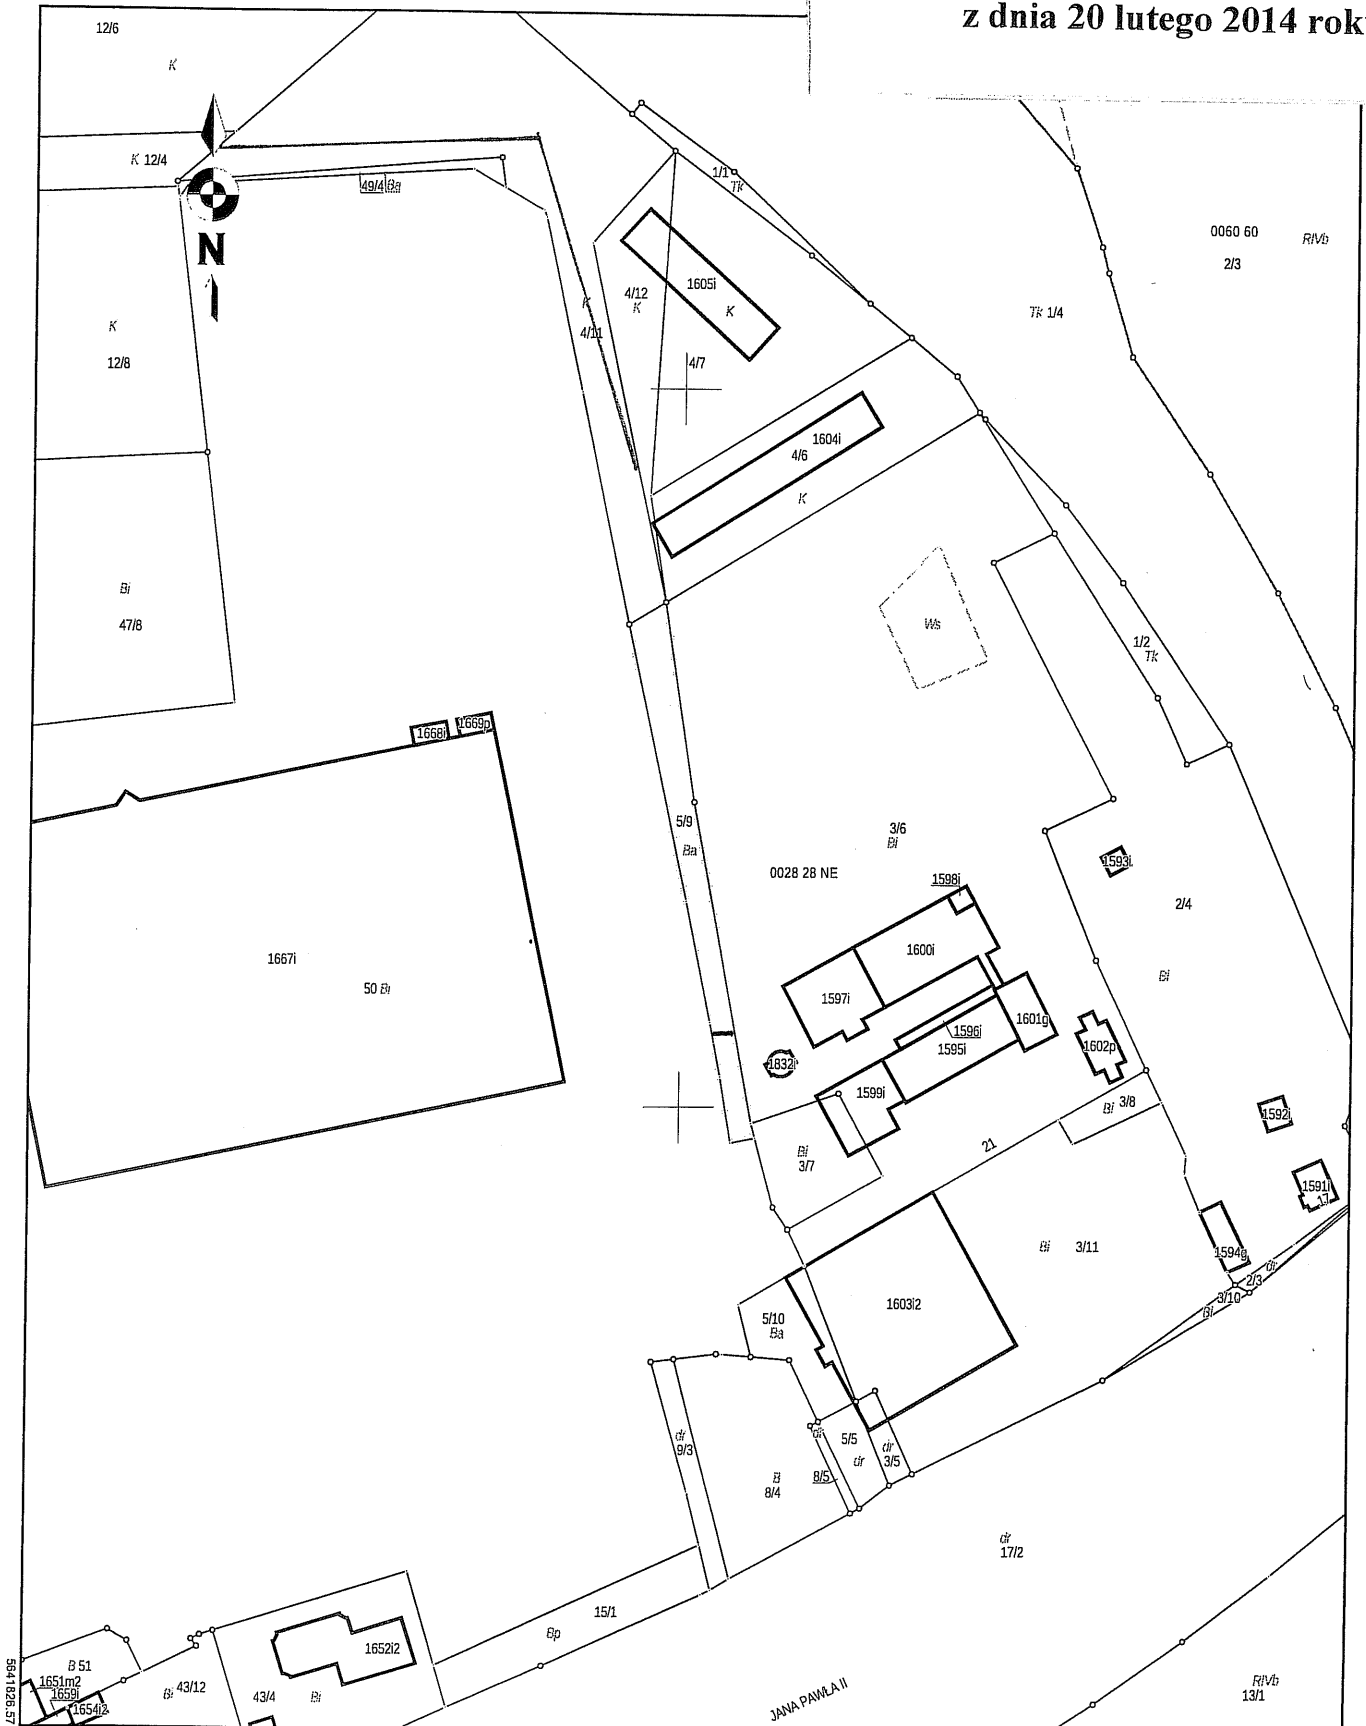 z dnia 20 lutego 2014 rok
12/6
K
K 12/4
49/4 Ba
N
1/1
Tk
0060 60
RIVb
2/3
1605i
4/12
K
K
K
4/11
Tk 1/4
K
12/8
4/7
1604i
4/6
K
Bi
47/8
Ws
1/2
Tk
1669p
1668i
5/9
Ba
3/6
Bi
0028 28 NE
1593i
1598i
2/4
1600i
1667i
50 Bi
Bi
1597i
1601g
1596i
1595i
1602p
1832i
1599i
Bi 3/8
1592i
21
Bi
3/7
1591i
17
Bi 3/11
1594g
dr
2/3
3/10
Bi
1603i2
5/10
Ba
dr
9/3
dr
5/5
dr
dr
3/5
8/5
B
8/4
dr
17/2
15/1
Bp
1652i2
B 51
1651m2
1659i
1654i2
Bi 43/12
43/4
Bi
JANA PAWŁA II
RIVb
13/1
5641826.57